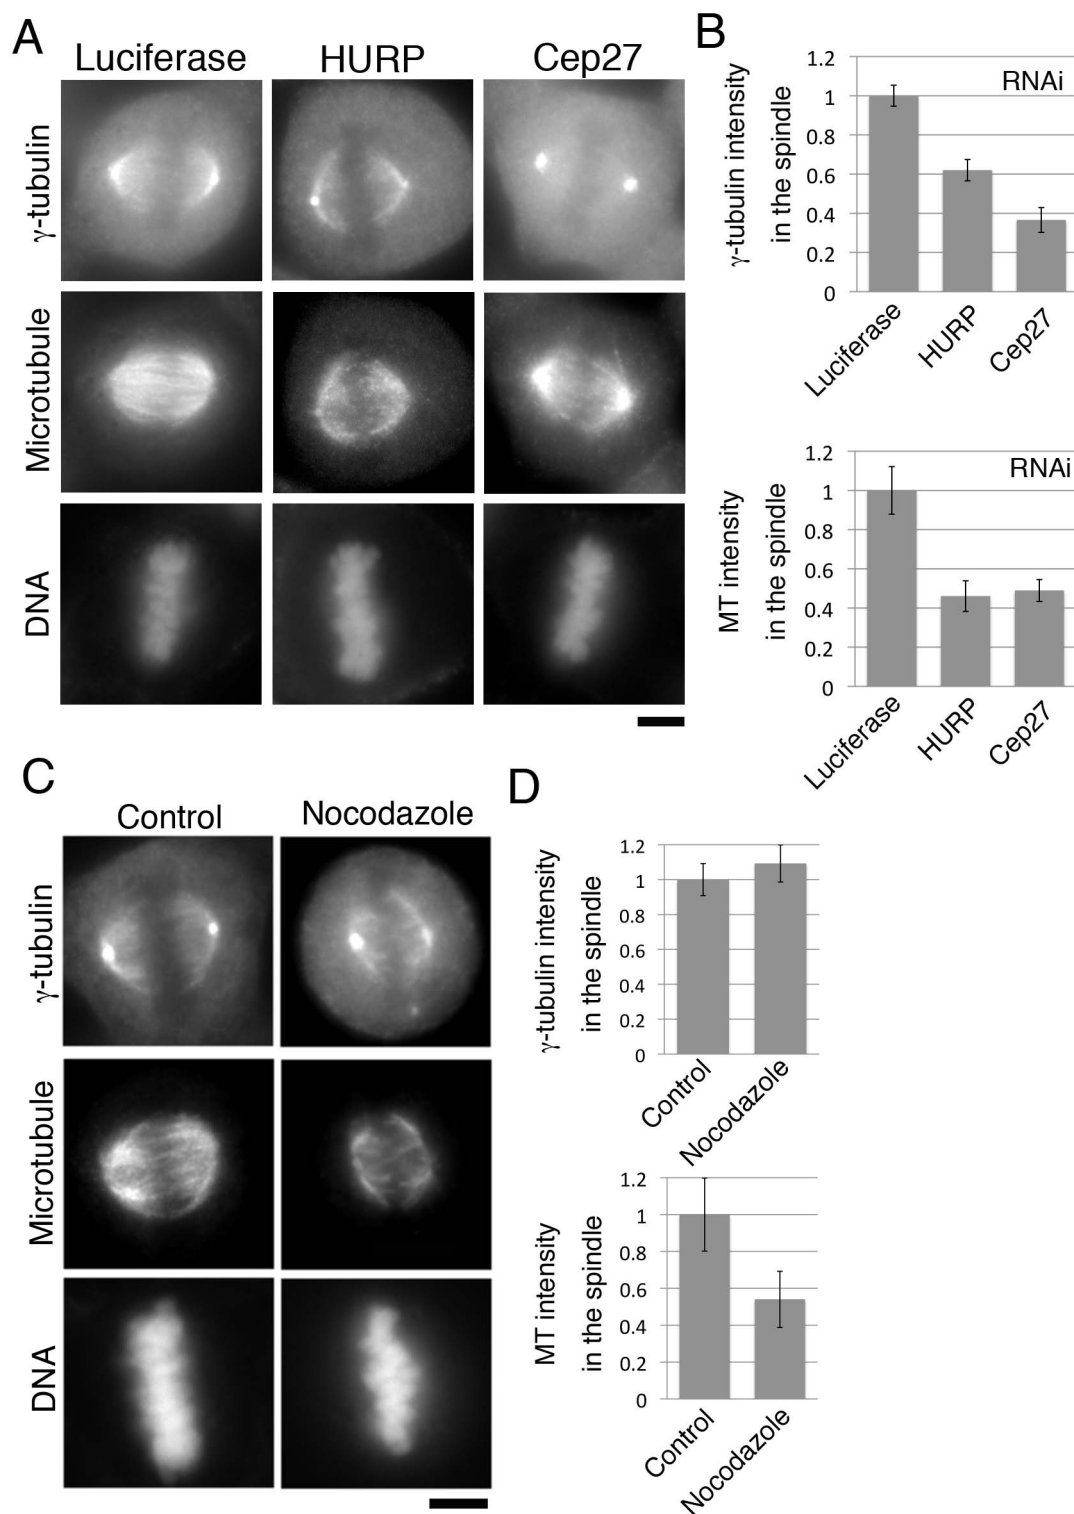 A
Luciferase HURP Cep27
γ-tubulin
Microtubule
DNA
B
γ-tubulin intensity
in the spindle
RNAi
1.2
1
0.8
0.6
0.4
0.2
0
Luciferase
HURP
Cep27
MT intensity
in the spindle
RNAi
1.2
1
0.8
0.6
0.4
0.2
0
Luciferase
HURP
Cep27
C
Control Nocodazole
γ-tubulin
Microtubule
DNA
D
γ-tubulin intensity
in the spindle
1.2
1
0.8
0.6
0.4
0.2
0
Control
Nocodazole
MT intensity
in the spindle
1.2
1
0.8
0.6
0.4
0.2
0
Control
Nocodazole